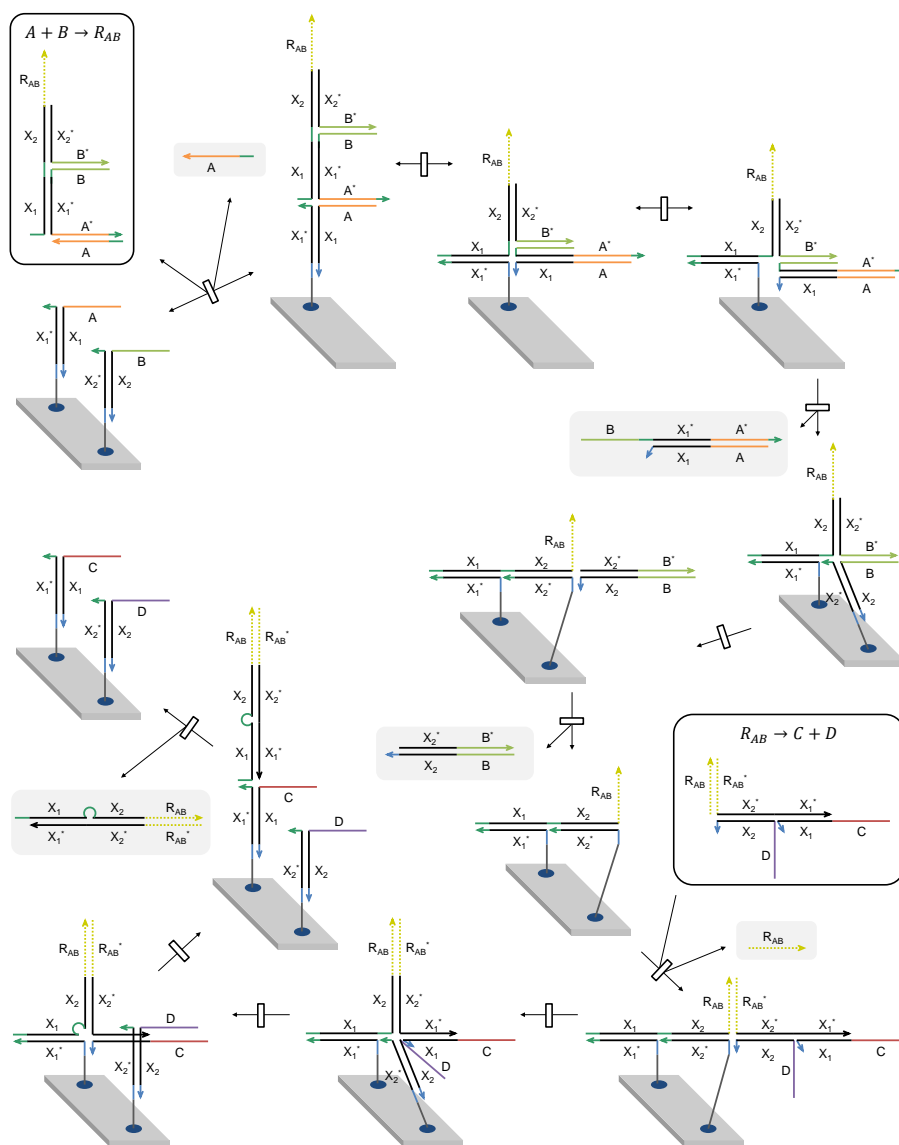 A + B → R_AB
R_AB
X_2 X_2^*
B^*
B
X_1 X_1^*
A^*
A
A
R_AB
X_2 X_2^*
B^*
B
X_1 X_1^*
A^*
A
X_1^* X_1
R_AB
X_2 X_2^*
B^*
B
X_1 A^*
X_1^* X_1 A
R_AB
X_2 X_2^*
X_1 B^*
B
X_1^* A^*
X_1 A
A
X_1^* X_1
B
X_2^* X_2
B X_1^* A^*
X_1 A
R_AB
X_2 X_2^*
X_1 B^*
X_1^* B
X_2^* X_2
R_AB
X_1 X_2 X_2^* B^*
X_1^* X_2^* X_2 B
C
X_1^* X_1
D
X_2^* X_2
R_AB R_AB^*
X_2 X_2^*
X_1 X_1^*
C
X_1^* X_1
D
X_2^* X_2
X_2^* B^*
X_2 B
R_AB → C + D
R_AB R_AB^*
X_2^* X_1^*
X_2 X_1 C
D
X_1 X_2 R_AB
X_1^* X_2^* R_AB^*
R_AB
X_1 X_2
X_1^* X_2^*
R_AB
R_AB R_AB^*
X_2 X_2^*
X_1 D
X_1^* C
X_2^* X_2
R_AB R_AB^*
X_2 X_2^*
X_1 X_1^*
X_1^* X_1 C
D
X_2^* X_2
R_AB R_AB^*
X_1 X_2 X_2^* X_1^*
X_1^* X_2^* X_2 X_1 C
D